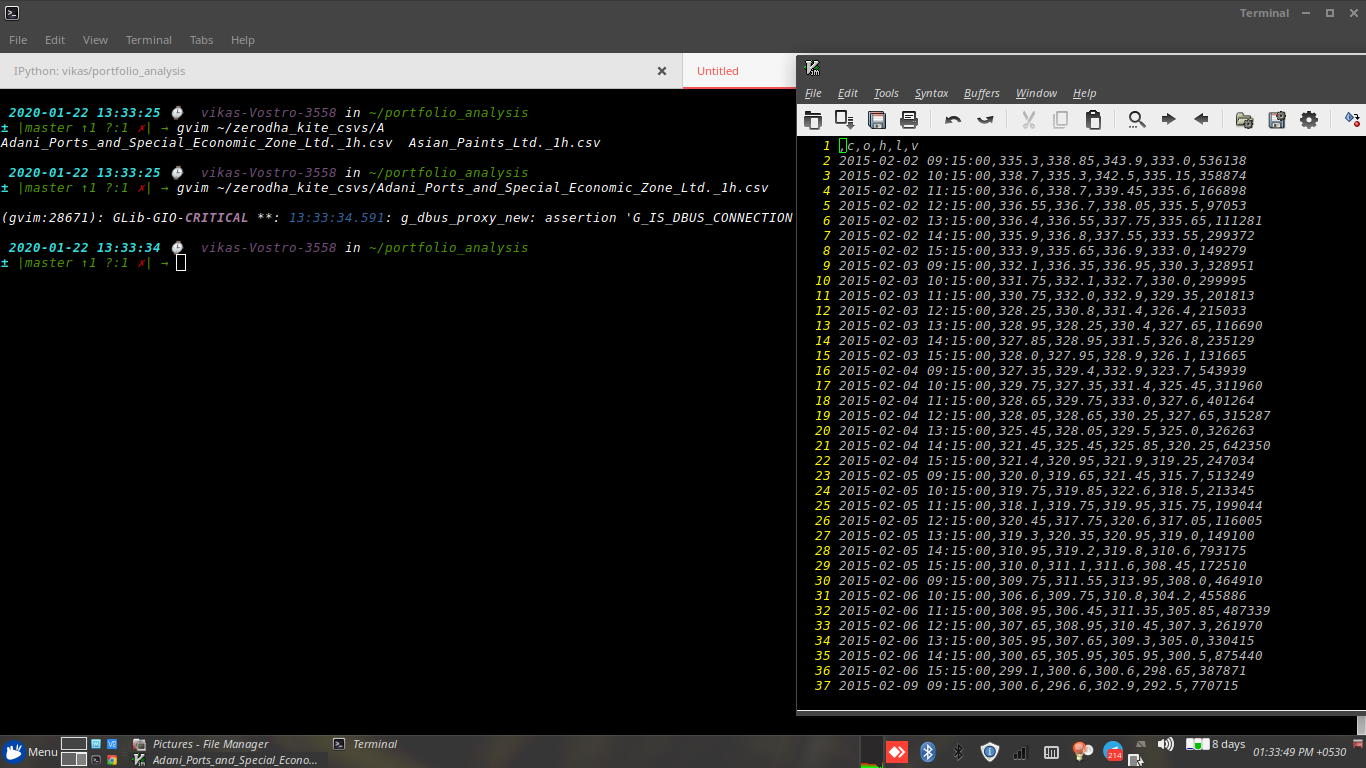 Terminal
File Edit View Terminal Tabs Help
IPython: vikas/portfolio_analysis
Untitled
2020-01-22 13:33:25 vikas-Vostro-3558 in ~/portfolio_analysis
± |master ↑1 ?:1 ✗| → gvim ~/zerodha_kite_csvs/A
Adani_Ports_and_Special_Economic_Zone_Ltd._1h.csv Asian_Paints_Ltd._1h.csv
2020-01-22 13:33:25 vikas-Vostro-3558 in ~/portfolio_analysis
± |master ↑1 ?:1 ✗| → gvim ~/zerodha_kite_csvs/Adani_Ports_and_Special_Economic_Zone_Ltd._1h.csv
(gvim:28671): GLib-GIO-CRITICAL **: 13:33:34.591: g_dbus_proxy_new: assertion 'G_IS_DBUS_CONNECTION
2020-01-22 13:33:34 vikas-Vostro-3558 in ~/portfolio_analysis
± |master ↑1 ?:1 ✗| →
File Edit Tools Syntax Buffers Window Help
1 ,c,o,h,l,v
2 2015-02-02 09:15:00,335.3,338.85,343.9,333.0,536138
3 2015-02-02 10:15:00,338.7,335.3,342.5,335.15,358874
4 2015-02-02 11:15:00,336.6,338.7,339.45,335.6,166898
5 2015-02-02 12:15:00,336.55,336.7,338.05,335.5,97053
6 2015-02-02 13:15:00,336.4,336.55,337.75,335.65,111281
7 2015-02-02 14:15:00,335.9,336.8,337.55,333.55,299372
8 2015-02-02 15:15:00,333.9,335.65,336.9,333.0,149279
9 2015-02-03 09:15:00,332.1,336.35,336.95,330.3,328951
10 2015-02-03 10:15:00,331.75,332.1,332.7,330.0,299995
11 2015-02-03 11:15:00,330.75,332.0,332.9,329.35,201813
12 2015-02-03 12:15:00,328.25,330.8,331.4,326.4,215033
13 2015-02-03 13:15:00,328.95,328.25,330.4,327.65,116690
14 2015-02-03 14:15:00,327.85,328.95,331.5,326.8,235129
15 2015-02-03 15:15:00,328.0,327.95,328.9,326.1,131665
16 2015-02-04 09:15:00,327.35,329.4,332.9,323.7,543939
17 2015-02-04 10:15:00,329.75,327.35,331.4,325.45,311960
18 2015-02-04 11:15:00,328.65,329.75,333.0,327.6,401264
19 2015-02-04 12:15:00,328.05,328.65,330.25,327.65,315287
20 2015-02-04 13:15:00,325.45,328.05,329.5,325.0,326263
21 2015-02-04 14:15:00,321.45,325.45,325.85,320.25,642350
22 2015-02-04 15:15:00,321.4,320.95,321.9,319.25,247034
23 2015-02-05 09:15:00,320.0,319.65,321.45,315.7,513249
24 2015-02-05 10:15:00,319.75,319.85,322.6,318.5,213345
25 2015-02-05 11:15:00,318.1,319.75,319.95,315.75,199044
26 2015-02-05 12:15:00,320.45,317.75,320.6,317.05,116005
27 2015-02-05 13:15:00,319.3,320.35,320.95,319.0,149100
28 2015-02-05 14:15:00,310.95,319.2,319.8,310.6,793175
29 2015-02-05 15:15:00,310.0,311.1,311.6,308.45,172510
30 2015-02-06 09:15:00,309.75,311.55,313.95,308.0,464910
31 2015-02-06 10:15:00,306.6,309.75,310.8,304.2,455886
32 2015-02-06 11:15:00,308.95,306.45,311.35,305.85,487339
33 2015-02-06 12:15:00,307.65,308.95,310.45,307.3,261970
34 2015-02-06 13:15:00,305.95,307.65,309.3,305.0,330415
35 2015-02-06 14:15:00,300.65,305.95,305.95,300.5,875440
36 2015-02-06 15:15:00,299.1,300.6,300.6,298.65,387871
37 2015-02-09 09:15:00,300.6,296.6,302.9,292.5,770715
Menu
Pictures - File Manager
Terminal
Adani_Ports_and_Special_Econo...
214
8 days
01:33:49 PM +0530